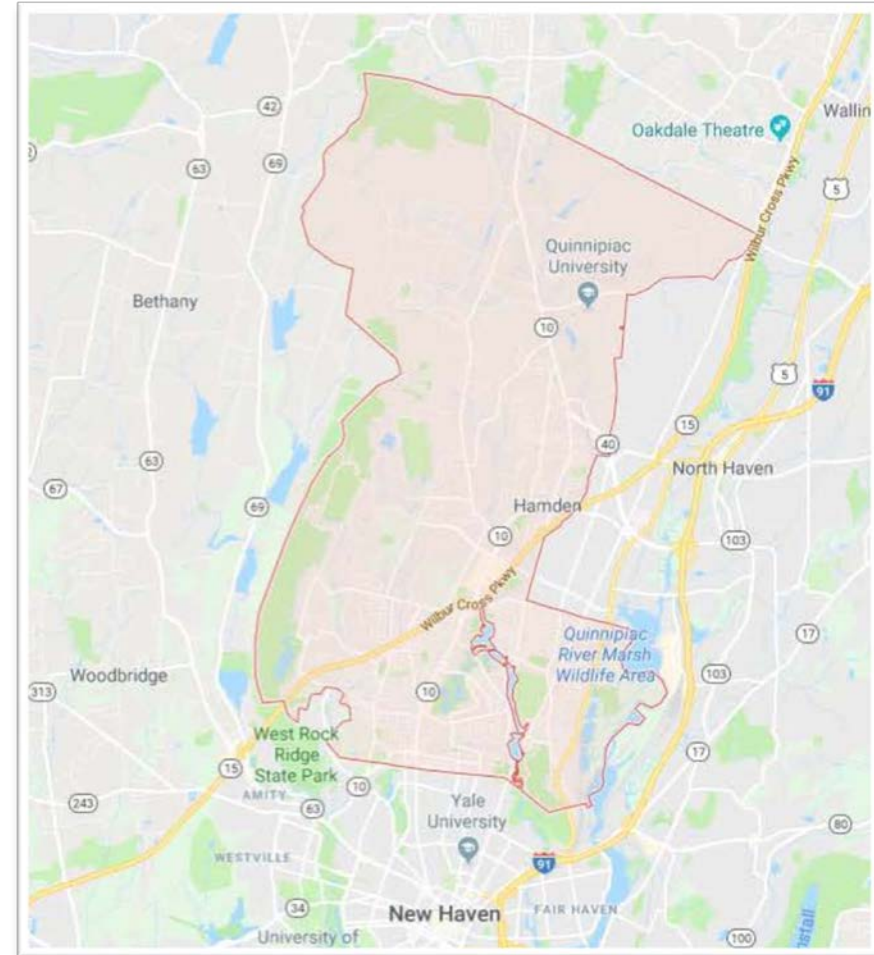 42
Oakdale Theatre
Wallin
63
69
5
Wilbur Cross Pkwy
Quinnipiac
University
Bethany
10
5
91
15
40
63
North Haven
67
69
Hamden
10
103
Wilbur Cross Pkwy
17
Quinnipiac
River Marsh
Wildlife Area
Woodbridge
103
313
10
West Rock
Ridge
State Park
17
15
10
AMITY
243
63
Yale
University
80
WESTVILLE
91
34
New Haven
FAIR HAVEN
University of
100